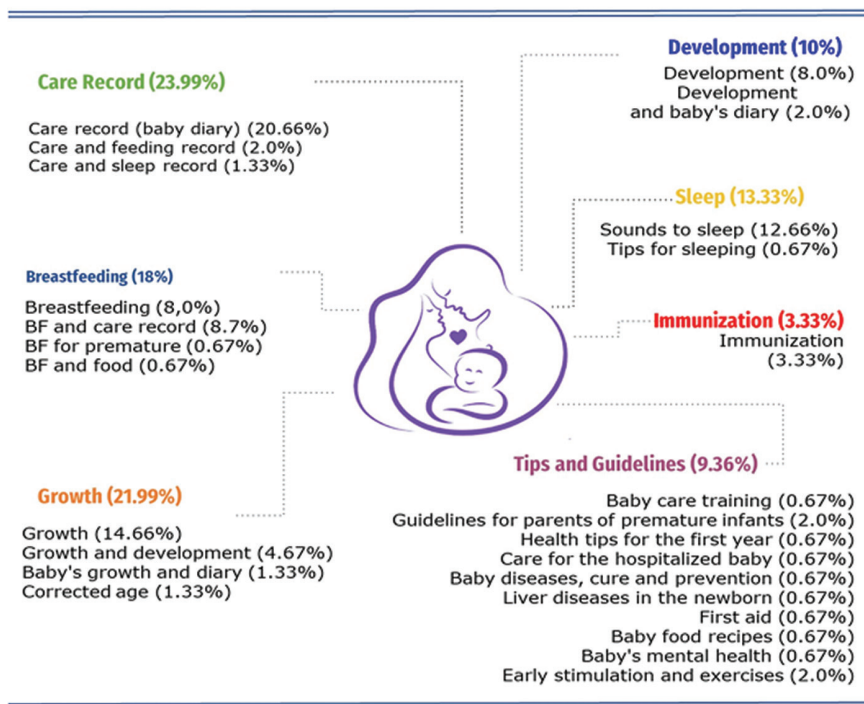 Care Record (23.99%)
Care record (baby diary) (20.66%)
Care and feeding record (2.0%)
Care and sleep record (1.33%)
Breastfeeding (18%)
Breastfeeding (8,0%)
BF and care record (8.7%)
BF for premature (0.67%)
BF and food (0.67%)
Growth (21.99%)
Growth (14.66%)
Growth and development (4.67%)
Baby's growth and diary (1.33%)
Corrected age (1.33%)
Development (10%)
Development (8.0%)
Development
and baby's diary (2.0%)
Sleep (13.33%)
Sounds to sleep (12.66%)
Tips for sleeping (0.67%)
Immunization (3.33%)
Immunization
(3.33%)
Tips and Guidelines (9.36%)
Baby care training (0.67%)
Guidelines for parents of premature infants (2.0%)
Health tips for the first year (0.67%)
Care for the hospitalized baby (0.67%)
Baby diseases, cure and prevention (0.67%)
Liver diseases in the newborn (0.67%)
First aid (0.67%)
Baby food recipes (0.67%)
Baby's mental health (0.67%)
Early stimulation and exercises (2.0%)